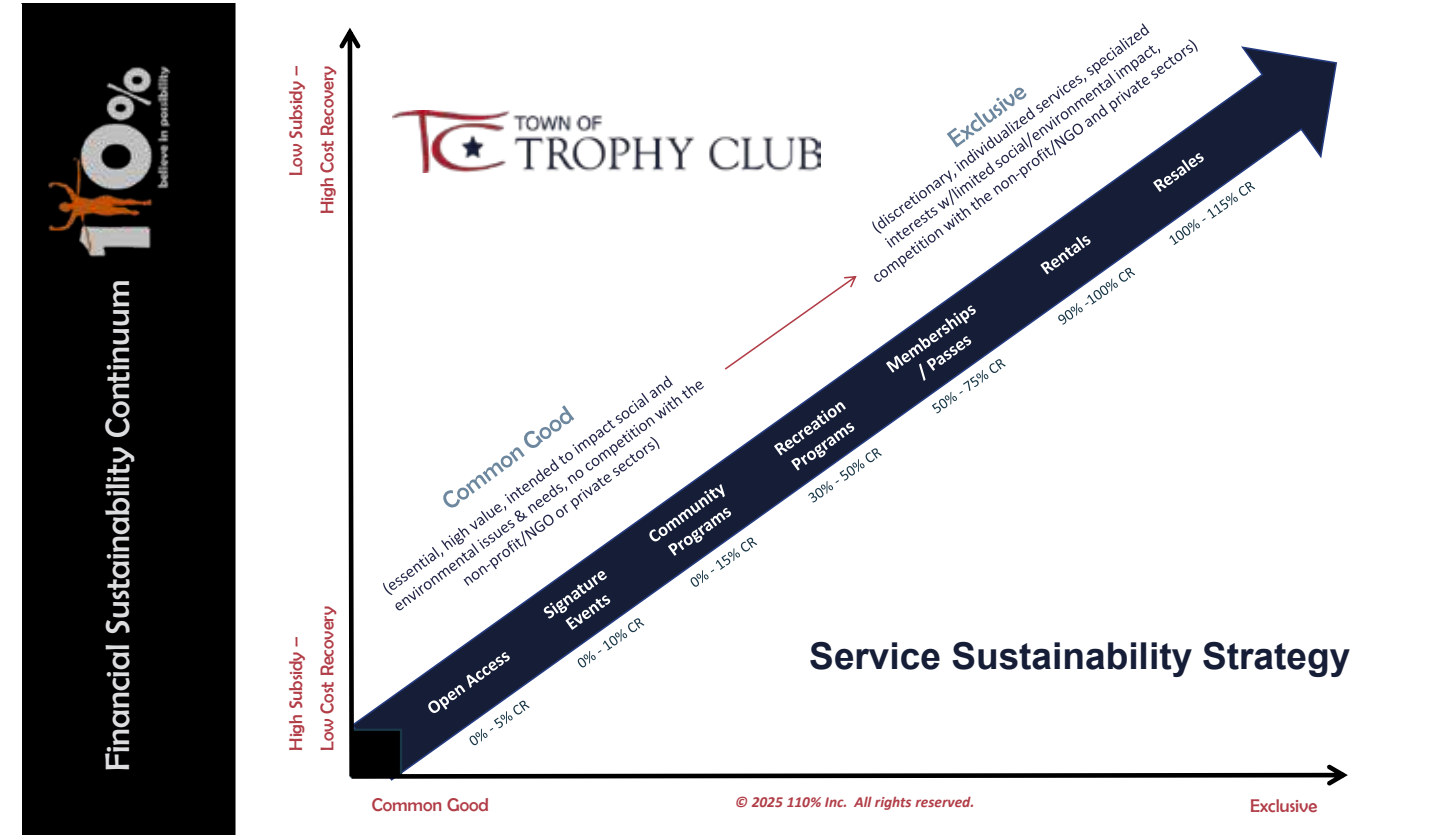 110%
believe in possibility
Financial Sustainability Continuum
Low Subsidy –
High Cost Recovery
High Subsidy –
Low Cost Recovery
TOWN OF
TROPHY CLUB
TC
Exclusive
(discretionary, individualized services, specialized
interests w/limited social/environmental impact,
competition with the non-profit/NGO and private sectors)
Common Good
(essential, high value, intended to impact social and
environmental issues & needs, no competition with the
non-profit/NGO or private sectors)
Open Access
0% - 5% CR
Signature
Events
0% - 10% CR
Community
Programs
0% - 15% CR
Recreation
Programs
30% - 50% CR
Memberships
/ Passes
50% - 75% CR
Rentals
90% -100% CR
Resales
100% - 115% CR
Service Sustainability Strategy
Common Good
© 2025 110% Inc. All rights reserved.
Exclusive